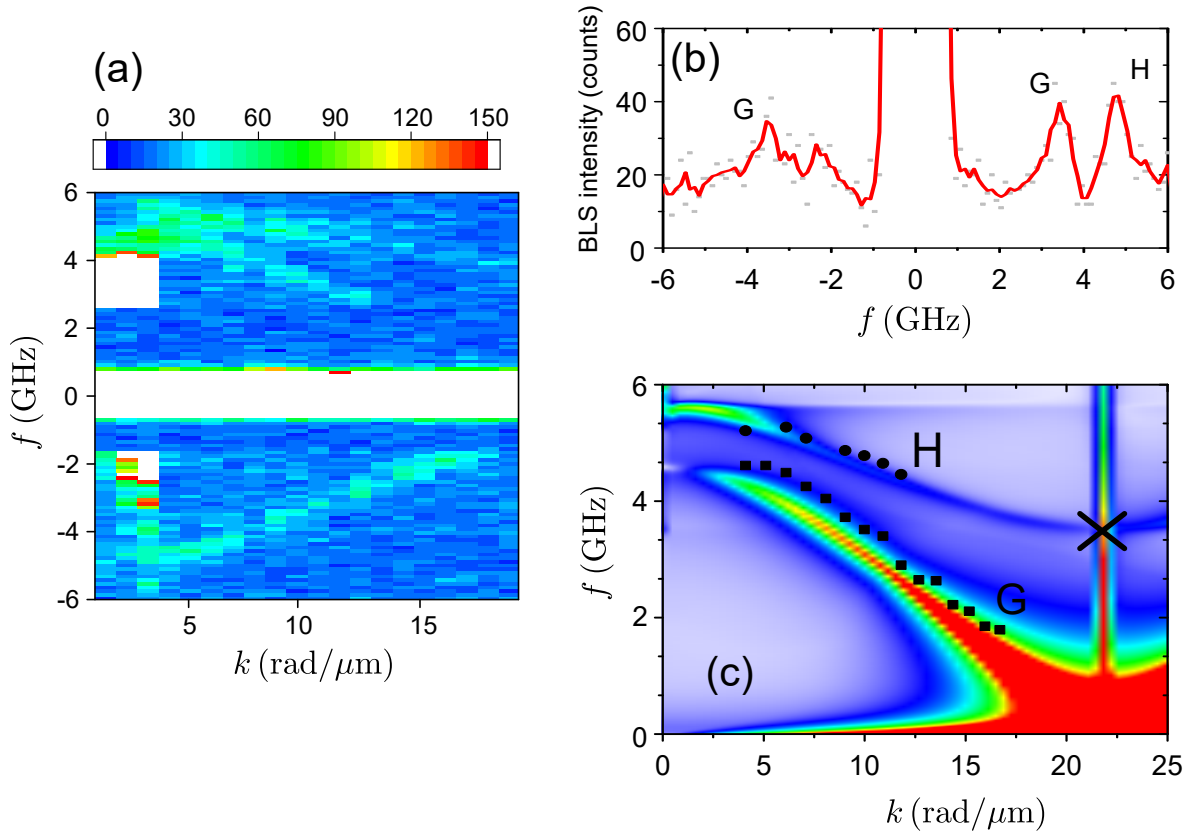 (a)
0 30 60 90 120 150
6
4
2
0
-2
-4
-6
f (GHz)
5 10 15
k (rad/μm)
(b)
BLS intensity (counts)
60
40
20
0
G
G
H
-6 -4 -2 0 2 4 6
f (GHz)
6
4
2
0
f (GHz)
H
G
(c)
0 5 10 15 20 25
k (rad/μm)